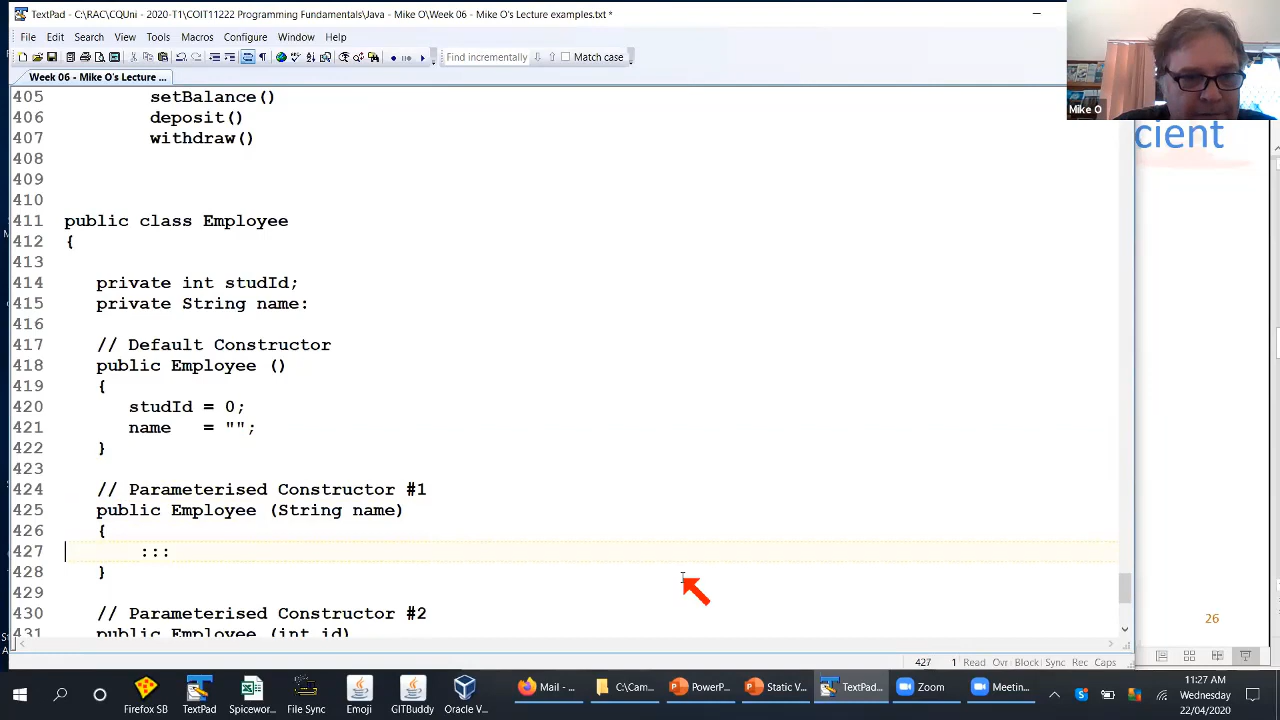 TextPad - C:\RAC\CQUni - 2020-T1\COIT11222 Programming Fundamentals\Java - Mike O\Week 06 - Mike O's Lecture examples.txt *
File Edit Search View Tools Macros Configure Window Help
Find incrementally Match case
Week 06 - Mike O's Lecture ...
Mike O
cient
405 setBalance()
406 deposit()
407 withdraw()
408
409
410
411 public class Employee
412 {
413
414 private int studId;
415 private String name:
416
417 // Default Constructor
418 public Employee ()
419 {
420 studId = 0;
421 name = "";
422 }
423
424 // Parameterised Constructor #1
425 public Employee (String name)
426 {
427 :::
428 }
429
430 // Parameterised Constructor #2
431 public Employee (int id)
26
427 1 Read Ovr Block Sync Rec Caps
Mail - ... C:\Cam... PowerP... Static V... TextPad... Zoom Meetin...
Firefox SB TextPad Spicewor... File Sync Emoji GITBuddy Oracle V...
11:27 AM
Wednesday
22/04/2020